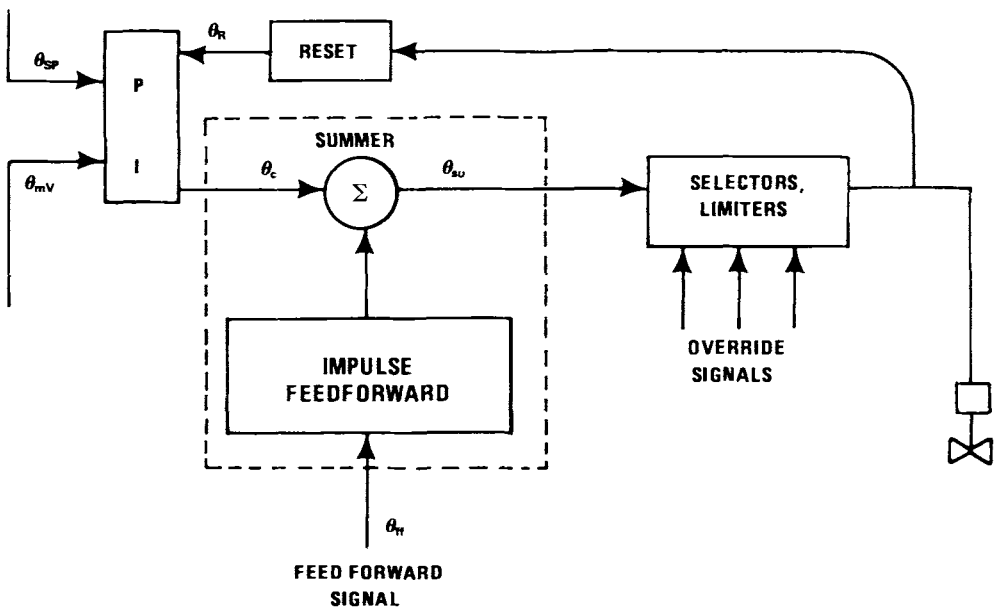 θR
RESET
θSP
P
I
θmV
SUMMER
θc
Σ
θsu
SELECTORS,
LIMITERS
IMPULSE
FEEDFORWARD
OVERRIDE
SIGNALS
θff
FEED FORWARD
SIGNAL